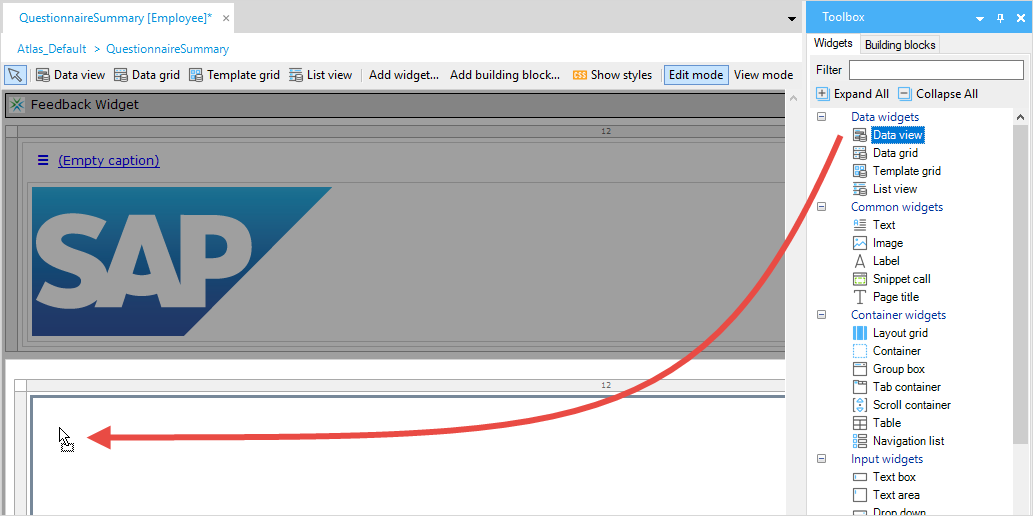 QuestionnaireSummary [Employee]*
Atlas_Default > QuestionnaireSummary
Data view Data grid Template grid List view Add widget... Add building block... CSS Show styles Edit mode View mode
Feedback Widget
12
(Empty caption)
SAP
12
Toolbox
Widgets Building blocks
Filter
Expand All Collapse All
Data widgets
Data view
Data grid
Template grid
List view
Common widgets
Text
Image
Label
Snippet call
Page title
Container widgets
Layout grid
Container
Group box
Tab container
Scroll container
Table
Navigation list
Input widgets
Text box
Text area
Drop down